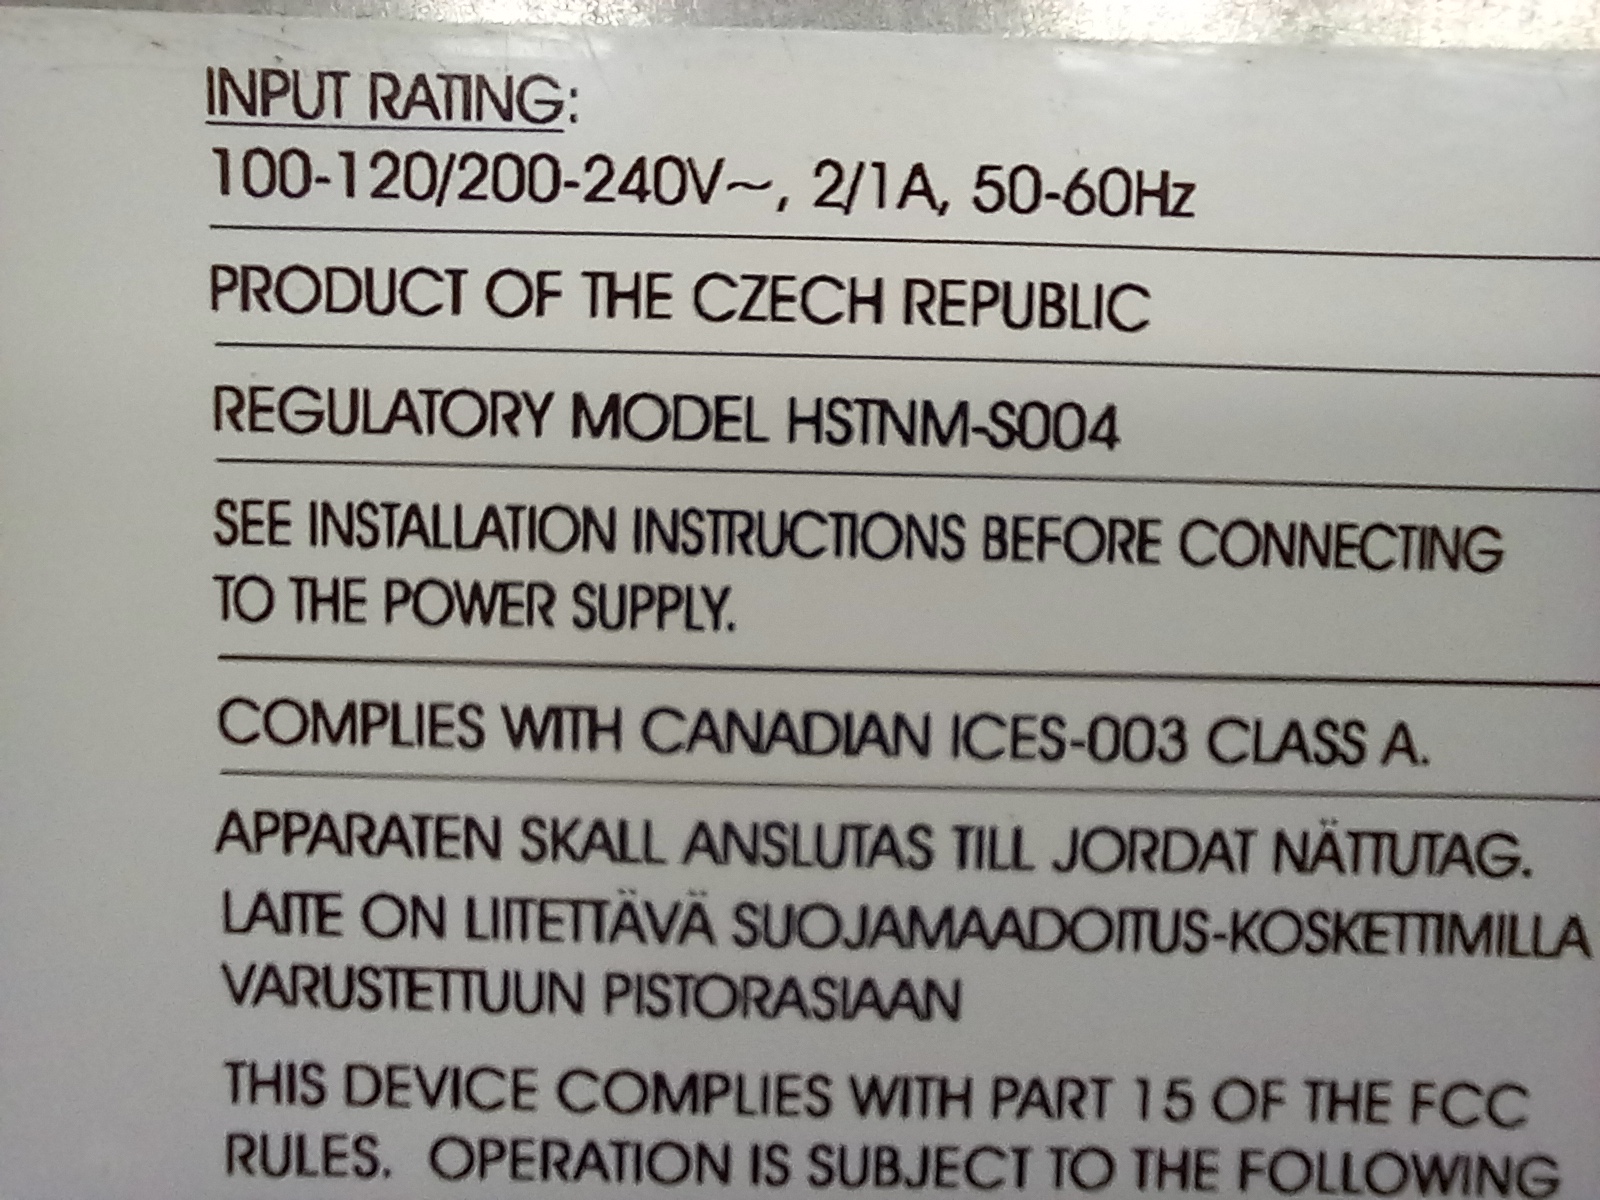 INPUT RATING:
100-120/200-240V~, 2/1A, 50-60Hz
PRODUCT OF THE CZECH REPUBLIC
REGULATORY MODEL HSTNM-S004
SEE INSTALLATION INSTRUCTIONS BEFORE CONNECTING
TO THE POWER SUPPLY.
COMPLIES WITH CANADIAN ICES-003 CLASS A.
APPARATEN SKALL ANSLUTAS TILL JORDAT NÄTTUTAG.
LAITE ON LIITETTÄVÄ SUOJAMAADOITUS-KOSKETTIMILLA
VARUSTETTUUN PISTORASIAAN
THIS DEVICE COMPLIES WITH PART 15 OF THE FCC
RULES. OPERATION IS SUBJECT TO THE FOLLOWING